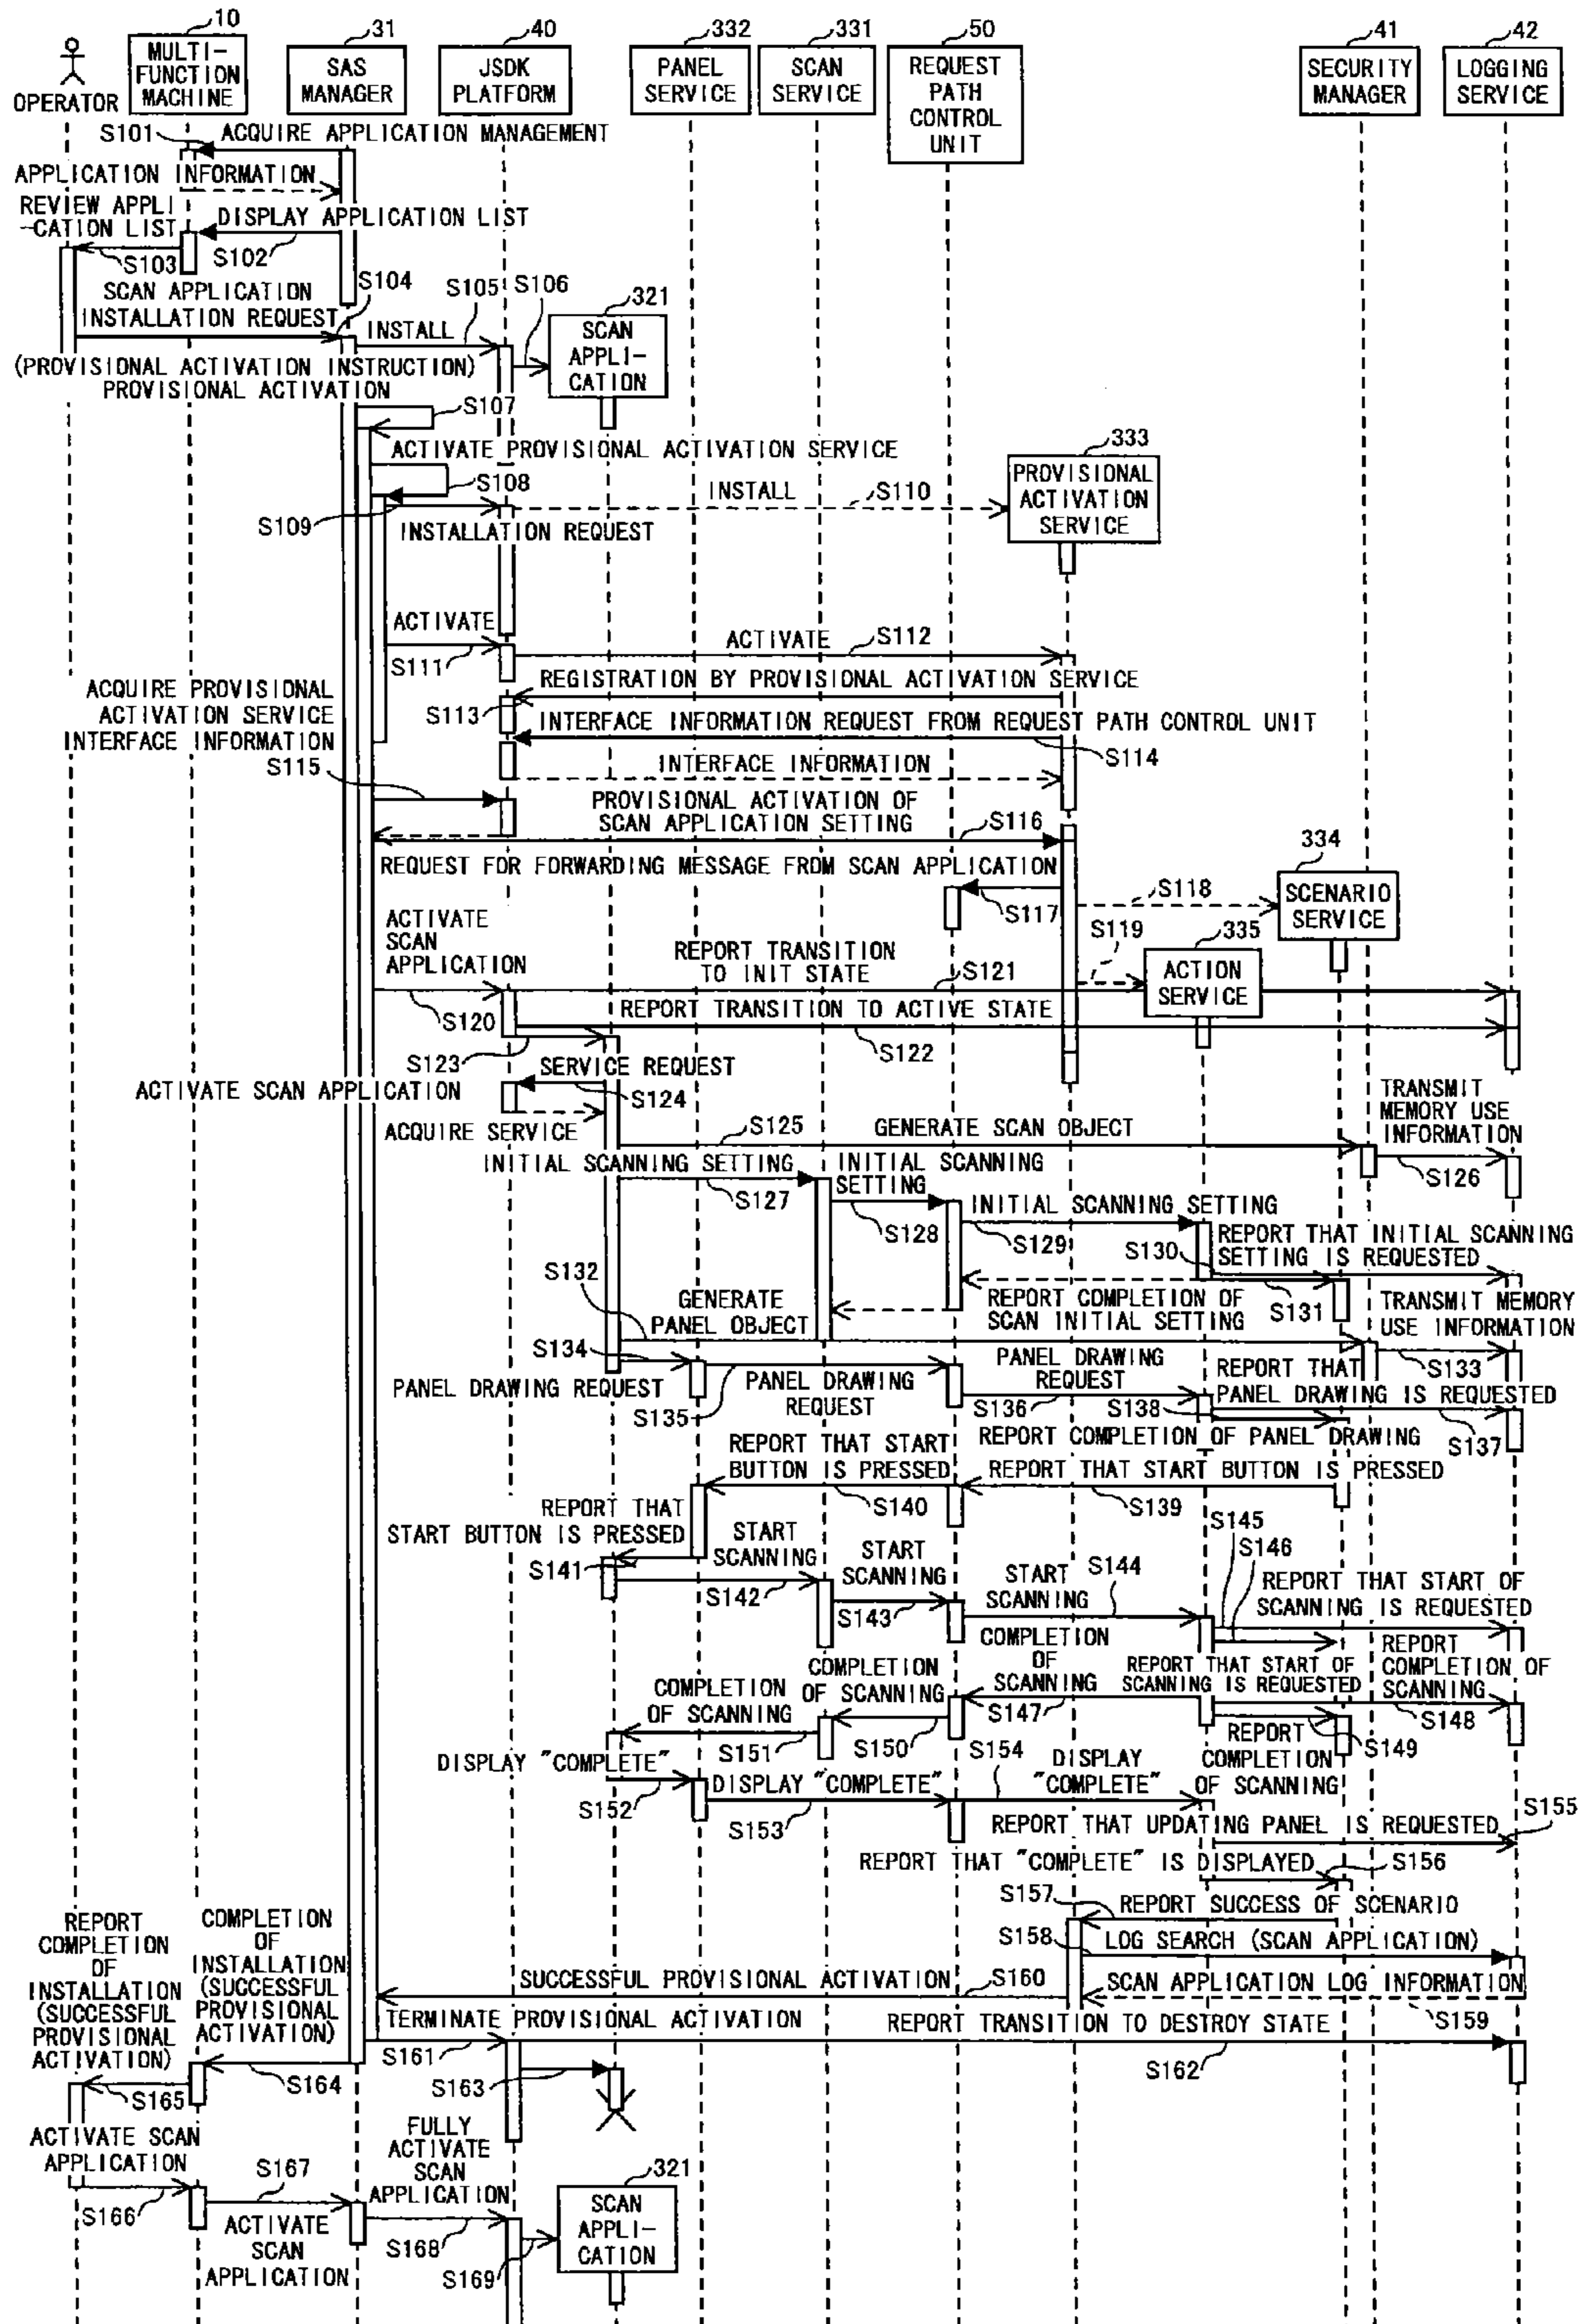 10
31
40
332
331
50
41
42
OPERATOR
MULTI-
FUNCTION
MACHINE
SAS
MANAGER
JSDK
PLATFORM
PANEL
SERVICE
SCAN
SERVICE
REQUEST
PATH
CONTROL
UNIT
SECURITY
MANAGER
LOGGING
SERVICE
S101
ACQUIRE APPLICATION MANAGEMENT
APPLICATION INFORMATION
REVIEW APPLI
-CATION LIST
DISPLAY APPLICATION LIST
S103
S102
S104
SCAN APPLICATION
INSTALLATION REQUEST
S105
S106
321
INSTALL
SCAN
APPLI-
CATION
(PROVISIONAL ACTIVATION INSTRUCTION)
PROVISIONAL ACTIVATION
S107
ACTIVATE PROVISIONAL ACTIVATION SERVICE
333
S108
PROVISIONAL
ACTIVATION
SERVICE
S109
INSTALL
S110
INSTALLATION REQUEST
ACTIVATE
S111
ACTIVATE
S112
REGISTRATION BY PROVISIONAL ACTIVATION SERVICE
ACQUIRE PROVISIONAL
ACTIVATION SERVICE
INTERFACE INFORMATION
S113
INTERFACE INFORMATION REQUEST FROM REQUEST PATH CONTROL UNIT
S114
S115
INTERFACE INFORMATION
PROVISIONAL ACTIVATION OF
SCAN APPLICATION SETTING
S116
REQUEST FOR FORWARDING MESSAGE FROM SCAN APPLICATION
334
S117
S118
SCENARIO
SERVICE
ACTIVATE
SCAN
APPLICATION
S119
335
REPORT TRANSITION
TO INIT STATE
S121
ACTION
SERVICE
S120
REPORT TRANSITION TO ACTIVE STATE
S122
S123
SERVICE REQUEST
ACTIVATE SCAN APPLICATION
S124
ACQUIRE SERVICE
S125
GENERATE SCAN OBJECT
TRANSMIT
MEMORY USE
INFORMATION
S126
INITIAL SCANNING SETTING
S127
INITIAL SCANNING
SETTING
S128
INITIAL SCANNING SETTING
S129
S130
REPORT THAT INITIAL SCANNING
SETTING IS REQUESTED
S131
S132
GENERATE
PANEL OBJECT
REPORT COMPLETION OF
SCAN INITIAL SETTING
TRANSMIT MEMORY
USE INFORMATION
S133
S134
PANEL DRAWING REQUEST
PANEL DRAWING
REQUEST
S135
PANEL DRAWING
REQUEST
S136
S138
REPORT THAT
PANEL DRAWING IS REQUESTED
S137
REPORT COMPLETION OF PANEL DRAWING
REPORT THAT START
BUTTON IS PRESSED
S140
REPORT THAT START BUTTON IS PRESSED
S139
REPORT THAT
START BUTTON IS PRESSED
S141
START
SCANNING
S142
START
SCANNING
S143
START
SCANNING
S144
S145
S146
REPORT THAT START OF
SCANNING IS REQUESTED
COMPLETION
OF
SCANNING
S147
REPORT THAT START OF
SCANNING IS REQUESTED
REPORT
COMPLETION OF
SCANNING
S148
COMPLETION
OF SCANNING
S151
COMPLETION
OF SCANNING
S150
REPORT
COMPLETION
OF SCANNING
S149
DISPLAY "COMPLETE"
S152
DISPLAY "COMPLETE"
S153
S154
DISPLAY
"COMPLETE"
REPORT THAT UPDATING PANEL IS REQUESTED
S155
REPORT THAT "COMPLETE" IS DISPLAYED
S156
S157
REPORT SUCCESS OF SCENARIO
S158
LOG SEARCH (SCAN APPLICATION)
SUCCESSFUL PROVISIONAL ACTIVATION
S160
SCAN APPLICATION LOG INFORMATION
S159
REPORT
COMPLETION
OF
INSTALLATION
(SUCCESSFUL
PROVISIONAL
ACTIVATION)
COMPLETION
OF
INSTALLATION
(SUCCESSFUL
PROVISIONAL
ACTIVATION)
TERMINATE PROVISIONAL ACTIVATION
S161
REPORT TRANSITION TO DESTROY STATE
S162
S163
S164
S165
ACTIVATE SCAN
APPLICATION
S166
S167
ACTIVATE
SCAN
APPLICATION
FULLY
ACTIVATE
SCAN
APPLICATION
S168
S169
321
SCAN
APPLI-
CATION